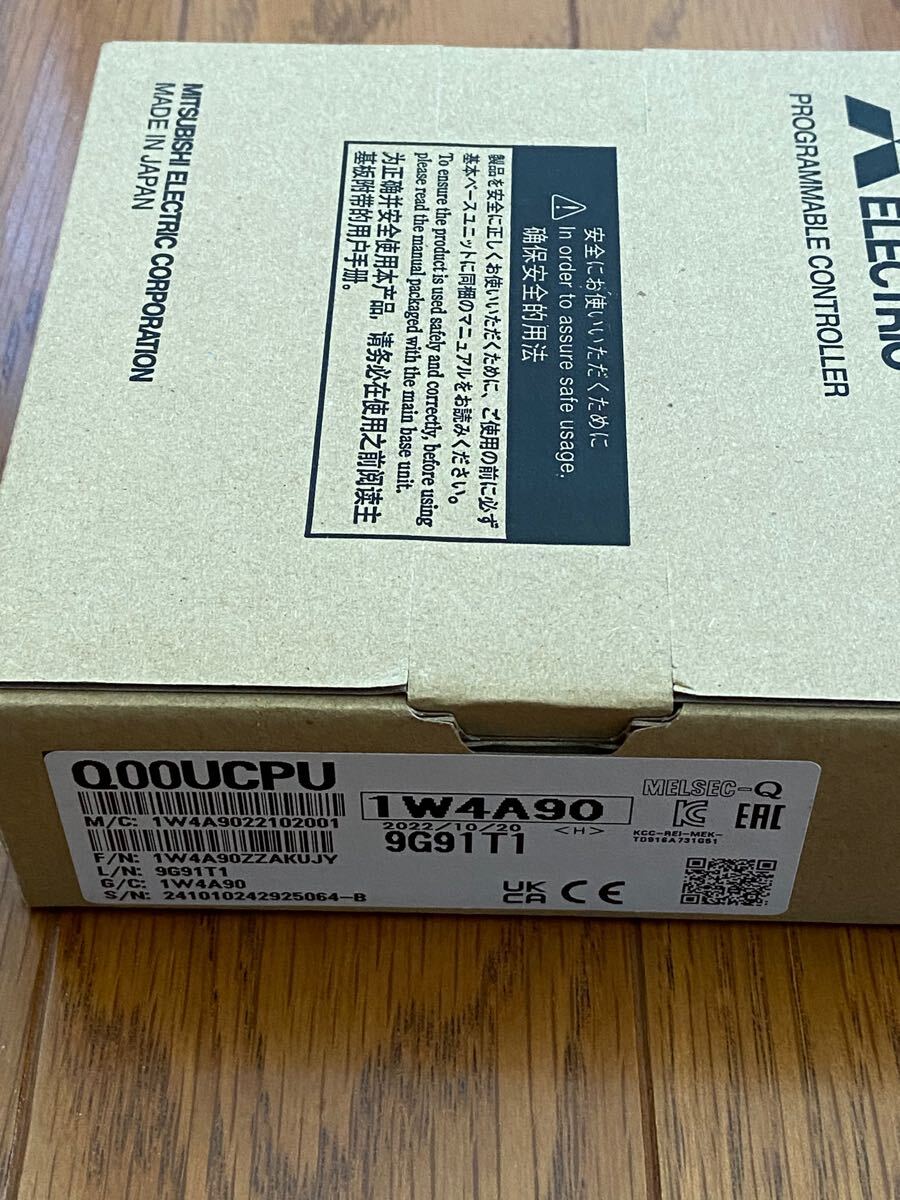 ELECTRIC
PROGRAMMABLE CONTROLLER
安全にお使いいただくために
In order to assure safe usage.
确保安全的用法
製品を安全に正しくお使いいただくために、ご使用の前に必ず
基本ベースユニットに同梱のマニュアルをお読みください。
To ensure the product is used safely and correctly, before using
please read the manual packaged with the main base unit.
为正确并安全使用本产品，请务必在使用之前阅读主
基板附带的用户手册。
MITSUBISHI ELECTRIC CORPORATION
MADE IN JAPAN
Q00UCPU
M/C: 1W4A9022102001
F/N: 1W4A90ZZAKUJY
L/N: 9G91T1
G/C: 1W4A90
S/N: 241010242925064-B
1W4A90
2022/10/20
<H>
9G91T1
UK
CA
CE
MELSEC-Q
KC
EAC
KCC-REI-MEK-
TD916A731G51